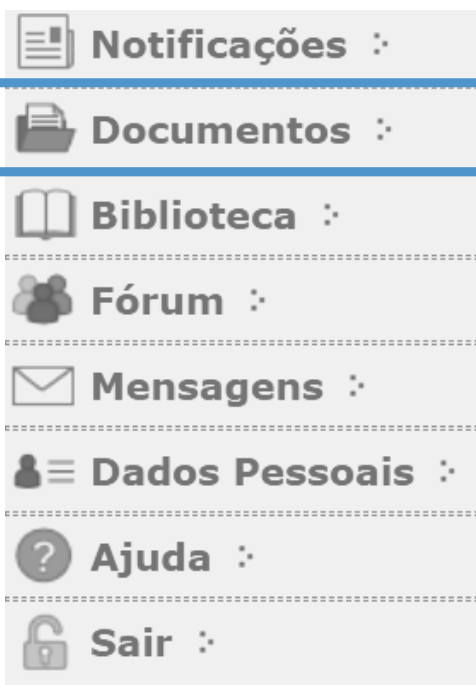 Notificações
Documentos
Biblioteca
Fórum
Mensagens
Dados Pessoais
Ajuda
Sair